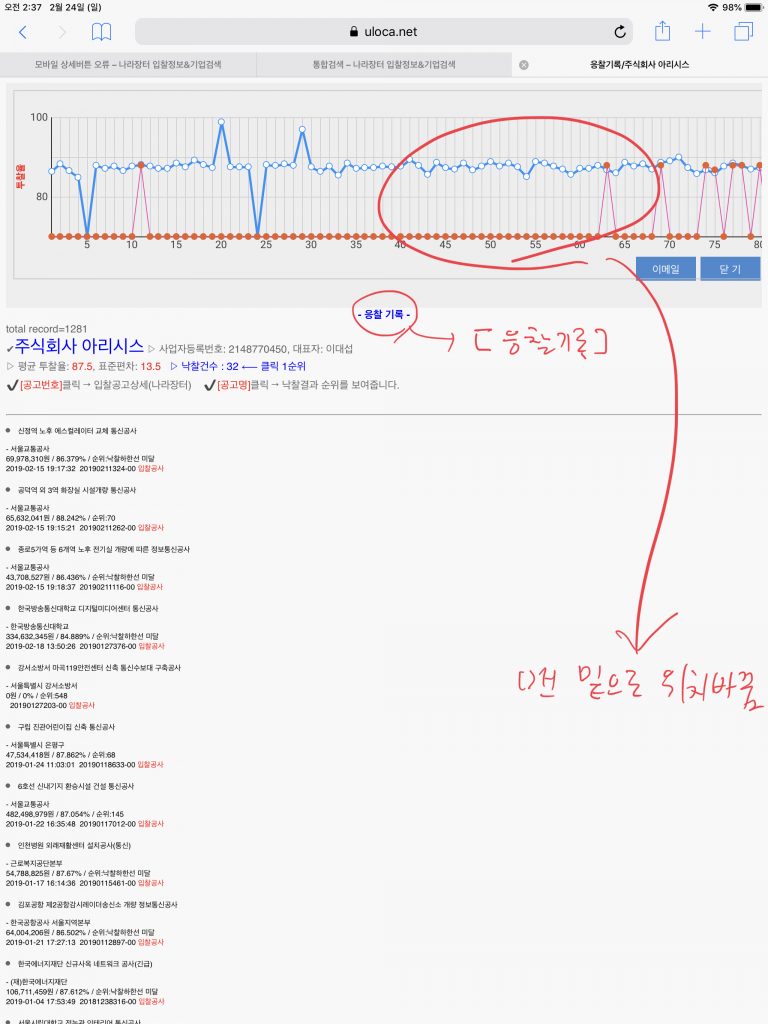 오전 2:37 2월 24일 (일) 98%
uloca.net
모바일 상세버튼 오류 – 나라장터 입찰정보&기업검색 통합검색 – 나라장터 입찰정보&기업검색 응찰기록/주식회사 아리시스
100
투찰율
80
5 10 15 20 25 30 35 40 45 50 55 60 65 70 75 80
이메일 닫 기
- 응찰 기록 -
[응찰기록]
total record=1281
✔주식회사 아리시스 ▷ 사업자등록번호: 2148770450, 대표자: 이대섭
▷ 평균 투찰율: 87.5, 표준편차: 13.5 ▷ 낙찰건수 : 32 ⟵ 클릭 1순위
✔[공고번호]클릭 → 입찰공고상세(나라장터) ✔[공고명]클릭 → 낙찰결과 순위를 보여줍니다.
● 신정역 노후 에스컬레이터 교체 통신공사
- 서울교통공사
69,978,310원 / 86.379% / 순위:낙찰하한선 미달
2019-02-15 19:17:32 20190211324-00 입찰공사
● 공덕역 외 3역 화장실 시설개량 통신공사
- 서울교통공사
65,632,041원 / 88.242% / 순위:70
2019-02-15 19:15:21 20190211262-00 입찰공사
● 종로5가역 등 6개역 노후 전기실 개량에 따른 정보통신공사
- 서울교통공사
43,708,527원 / 86.436% / 순위:낙찰하한선 미달
2019-02-15 19:18:37 20190211116-00 입찰공사
● 한국방송통신대학교 디지털미디어센터 통신공사
- 한국방송통신대학교
334,632,345원 / 84.889% / 순위:낙찰하한선 미달
2019-02-18 13:50:26 20190127376-00 입찰공사
● 강서소방서 마곡119안전센터 신축 통신수보대 구축공사
- 서울특별시 강서소방서
0원 / 0% / 순위:548
20190127203-00 입찰공사
밑으로 위치바꿈
● 구립 진관어린이집 신축 통신공사
- 서울특별시 은평구
47,534,418원 / 87.862% / 순위:68
2019-01-24 11:03:01 20190118633-00 입찰공사
● 6호선 신내기지 환승시설 건설 통신공사
- 서울교통공사
482,498,979원 / 87.054% / 순위:145
2019-01-22 16:35:48 20190117012-00 입찰공사
● 인천병원 외래재활센터 설치공사(통신)
- 근로복지공단본부
54,788,825원 / 87.67% / 순위:낙찰하한선 미달
2019-01-17 16:14:36 20190115461-00 입찰공사
● 김포공항 제2공항감시레이더송신소 개량 정보통신공사
- 한국공항공사 서울지역본부
64,004,206원 / 86.502% / 순위:낙찰하한선 미달
2019-01-21 17:27:13 20190112897-00 입찰공사
● 한국에너지재단 신규사옥 네트워크 공사(긴급)
- (재)한국에너지재단
106,711,459원 / 87.612% / 순위:낙찰하한선 미달
2019-01-04 17:53:49 20181238316-00 입찰공사